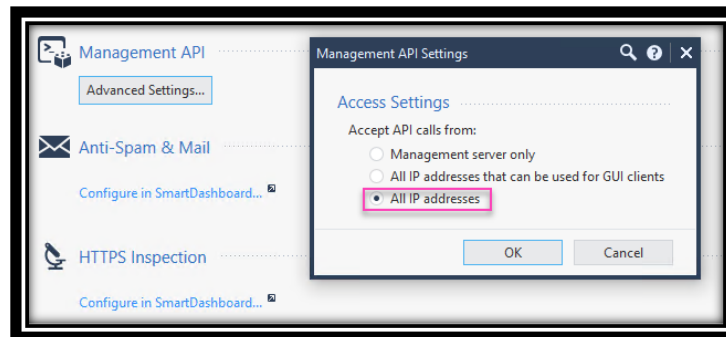 Management API
Advanced Settings...
Anti-Spam & Mail
Configure in SmartDashboard...
HTTPS Inspection
Configure in SmartDashboard...
Management API Settings
Access Settings
Accept API calls from:
Management server only
All IP addresses that can be used for GUI clients
All IP addresses
OK
Cancel